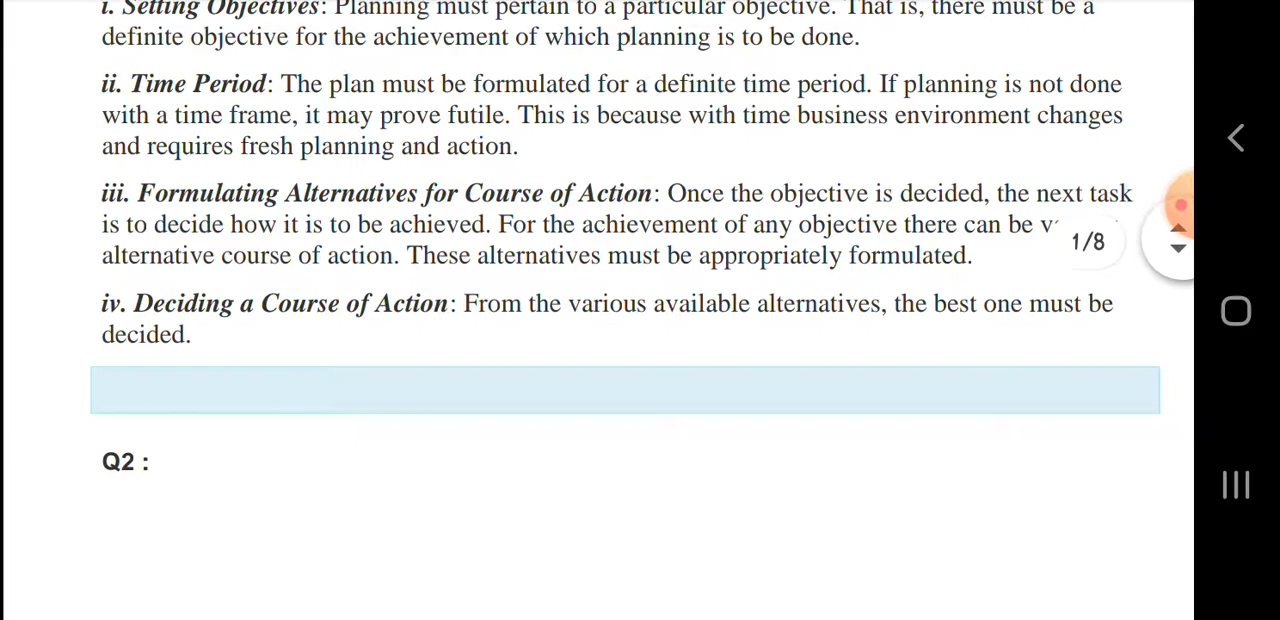 i. Setting Objectives: Planning must pertain to a particular objective. That is, there must be a
definite objective for the achievement of which planning is to be done.
ii. Time Period: The plan must be formulated for a definite time period. If planning is not done
with a time frame, it may prove futile. This is because with time business environment changes
and requires fresh planning and action.
iii. Formulating Alternatives for Course of Action: Once the objective is decided, the next task
is to decide how it is to be achieved. For the achievement of any objective there can be
1/8
alternative course of action. These alternatives must be appropriately formulated.
iv. Deciding a Course of Action: From the various available alternatives, the best one must be
decided.
Q2 :